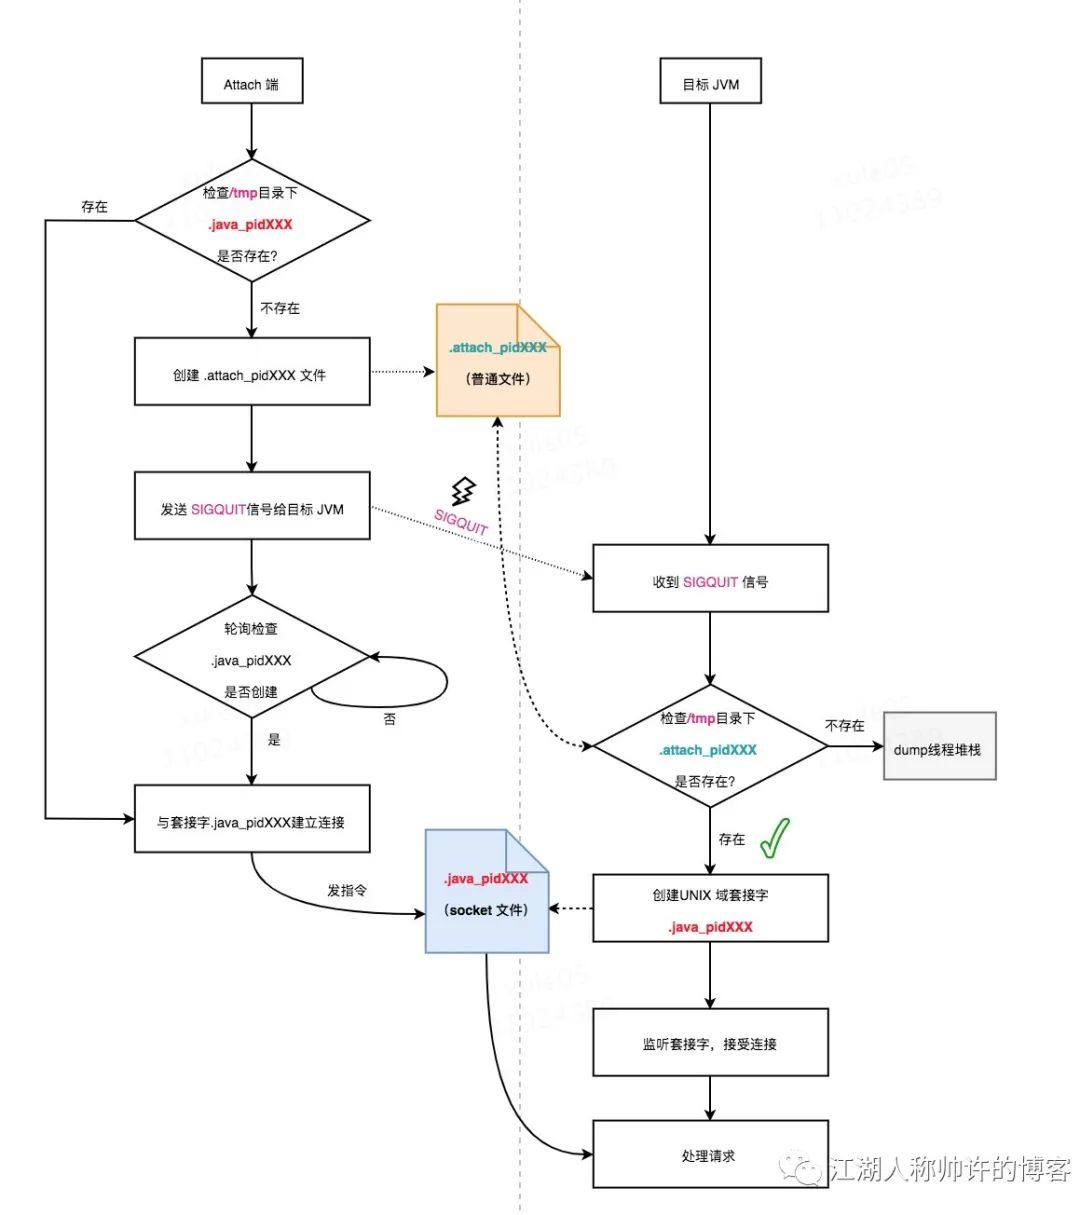 Attach 端
目标 JVM
检查/tmp目录下
.java_pidXXX
是否存在?
存在
不存在
创建 .attach_pidXXX 文件
.attach_pidXXX
（普通文件）
发送 SIGQUIT信号给目标 JVM
SIGQUIT
收到 SIGQUIT 信号
轮询检查
.java_pidXXX
是否创建
否
是
检查/tmp目录下
.attach_pidXXX
是否存在?
不存在
dump线程堆栈
存在
与套接字.java_pidXXX建立连接
发指令
.java_pidXXX
（socket 文件）
创建UNIX 域套接字
.java_pidXXX
监听套接字，接受连接
处理请求
江湖人称帅许的博客